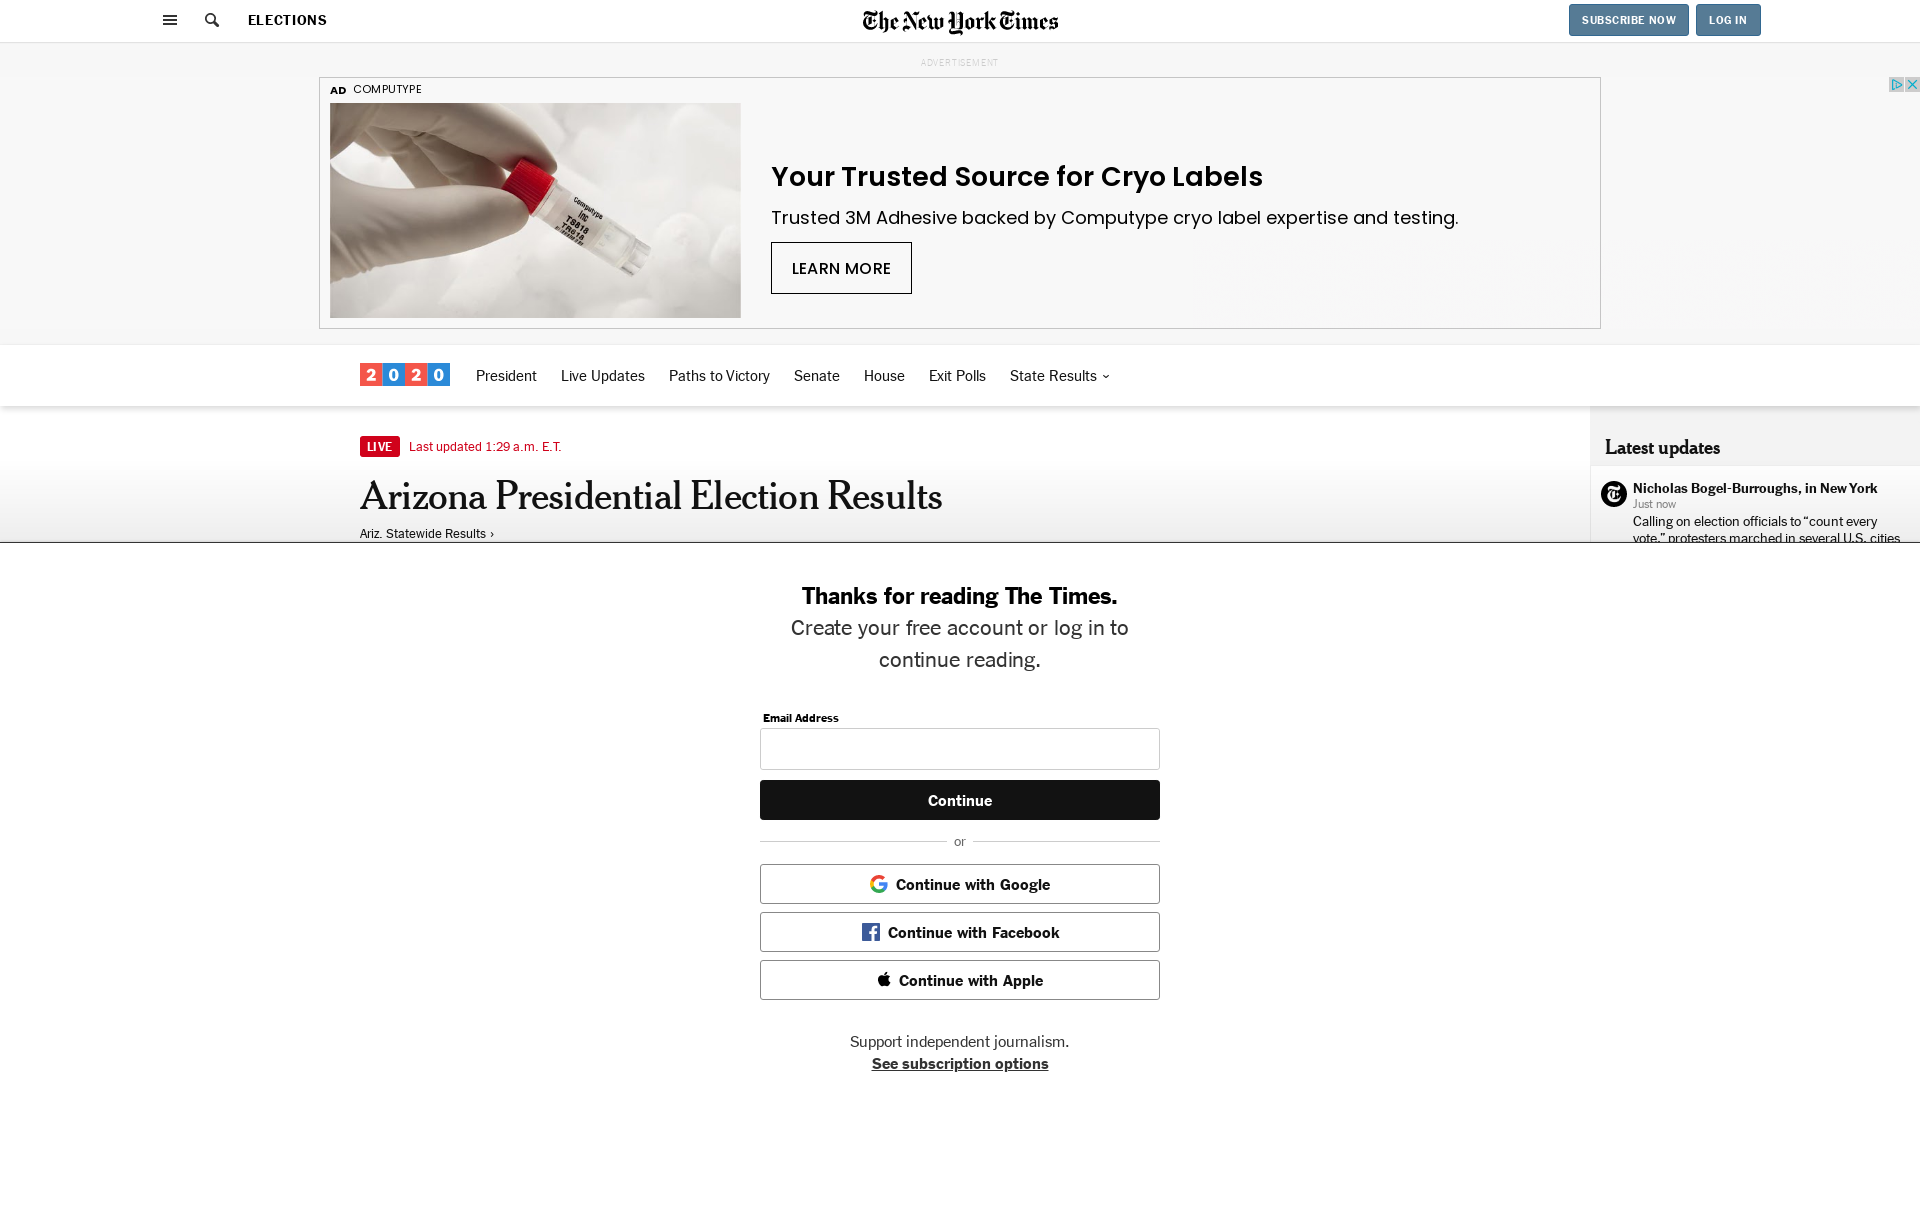 ELECTIONS
The New York Times
SUBSCRIBE NOW
LOG IN
ADVERTISEMENT
AD COMPUTYPE
Computype
inc
T8818
TR618
Your Trusted Source for Cryo Labels
Trusted 3M Adhesive backed by Computype cryo label expertise and testing.
LEARN MORE
2020
President
Live Updates
Paths to Victory
Senate
House
Exit Polls
State Results
LIVE
Last updated 1:29 a.m. E.T.
Arizona Presidential Election Results
Ariz. Statewide Results ›
Latest updates
Nicholas Bogel-Burroughs, in New York
Just now
Calling on election officials to “count every
vote,” protesters marched in several U.S. cities
Thanks for reading The Times.
Create your free account or log in to
continue reading.
Email Address
Continue
or
Continue with Google
Continue with Facebook
Continue with Apple
Support independent journalism.
See subscription options